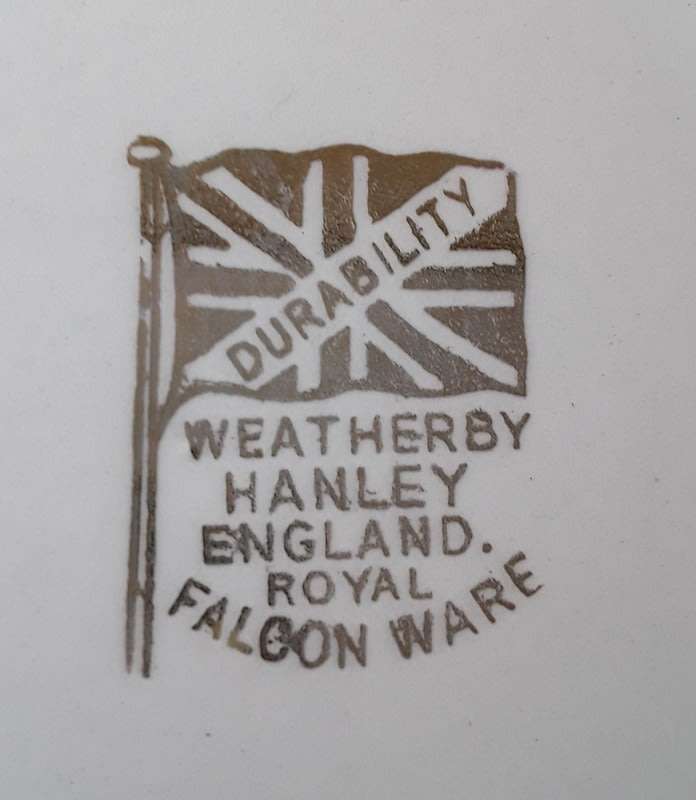 DURABILITY
WEATHERBY
HANLEY
ENGLAND.
ROYAL
FALCON WARE